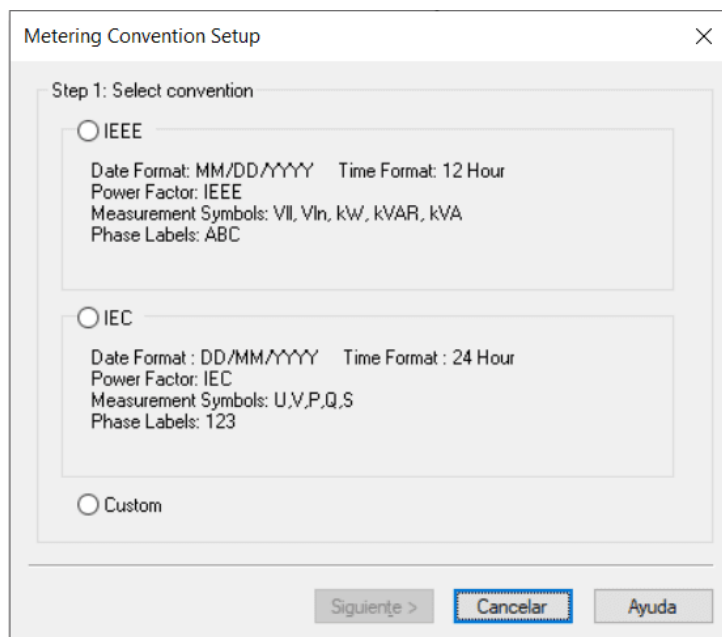 Metering Convention Setup
Step 1: Select convention
IEEE
Date Format: MM/DD/YYYY Time Format: 12 Hour
Power Factor: IEEE
Measurement Symbols: Vll, Vln, kW, kVAR, kVA
Phase Labels: ABC
IEC
Date Format : DD/MM/YYYY Time Format : 24 Hour
Power Factor: IEC
Measurement Symbols: U,V,P,Q,S
Phase Labels: 123
Custom
Siguiente > Cancelar Ayuda